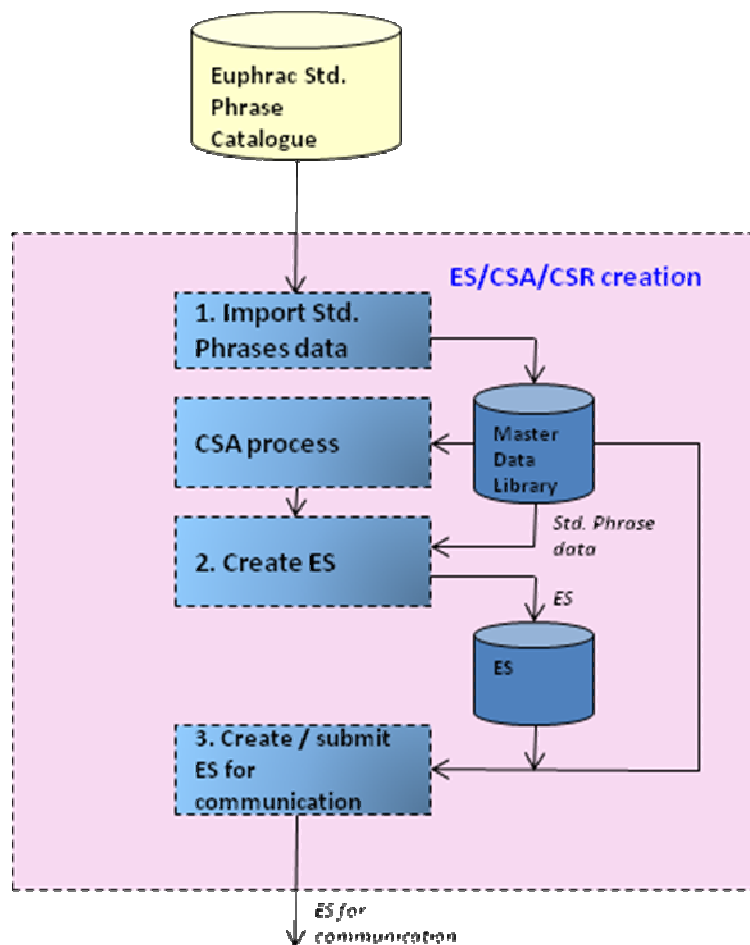 Euphrac Std.
Phrase
Catalogue
ES/CSA/CSR creation
1. Import Std.
Phrases data
CSA process
Master
Data
Library
Std. Phrase
data
2. Create ES
ES
ES
3. Create / submit
ES for
communication
ES for
communication